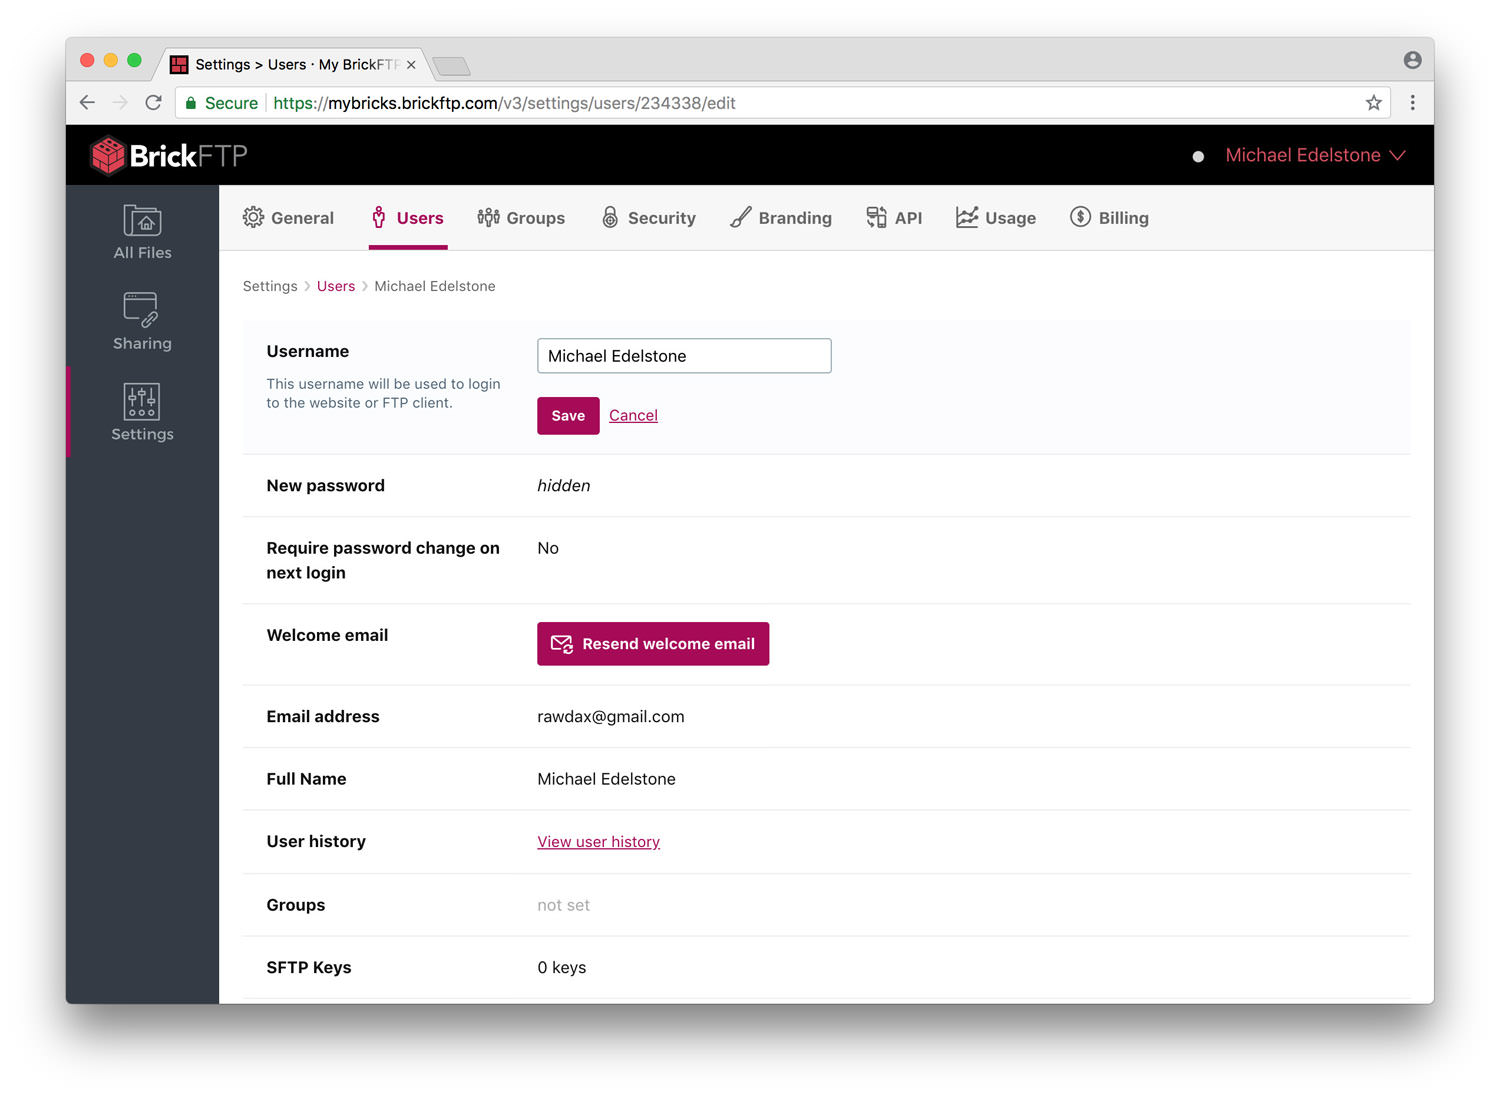 Settings > Users · My BrickFTP
Secure https://mybricks.brickftp.com/v3/settings/users/234338/edit
BrickFTP
Michael Edelstone
All Files
Sharing
Settings
General Users Groups Security Branding API Usage Billing
Settings > Users > Michael Edelstone
Username
Michael Edelstone
This username will be used to login
to the website or FTP client.
Save Cancel
New password
hidden
Require password change on
next login
No
Welcome email
Resend welcome email
Email address
rawdax@gmail.com
Full Name
Michael Edelstone
User history
View user history
Groups
not set
SFTP Keys
0 keys